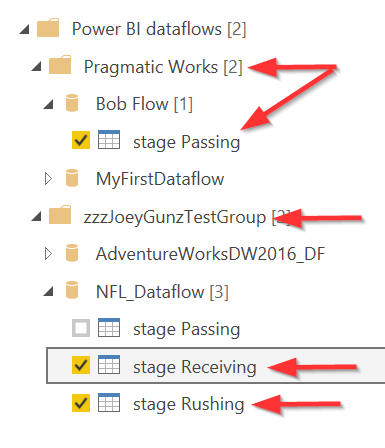 Power BI dataflows [2]
Pragmatic Works [2]
Bob Flow [1]
stage Passing
MyFirstDataflow
zzzJoeyGunzTestGroup [2]
AdventureWorksDW2016_DF
NFL_Dataflow [3]
stage Passing
stage Receiving
stage Rushing